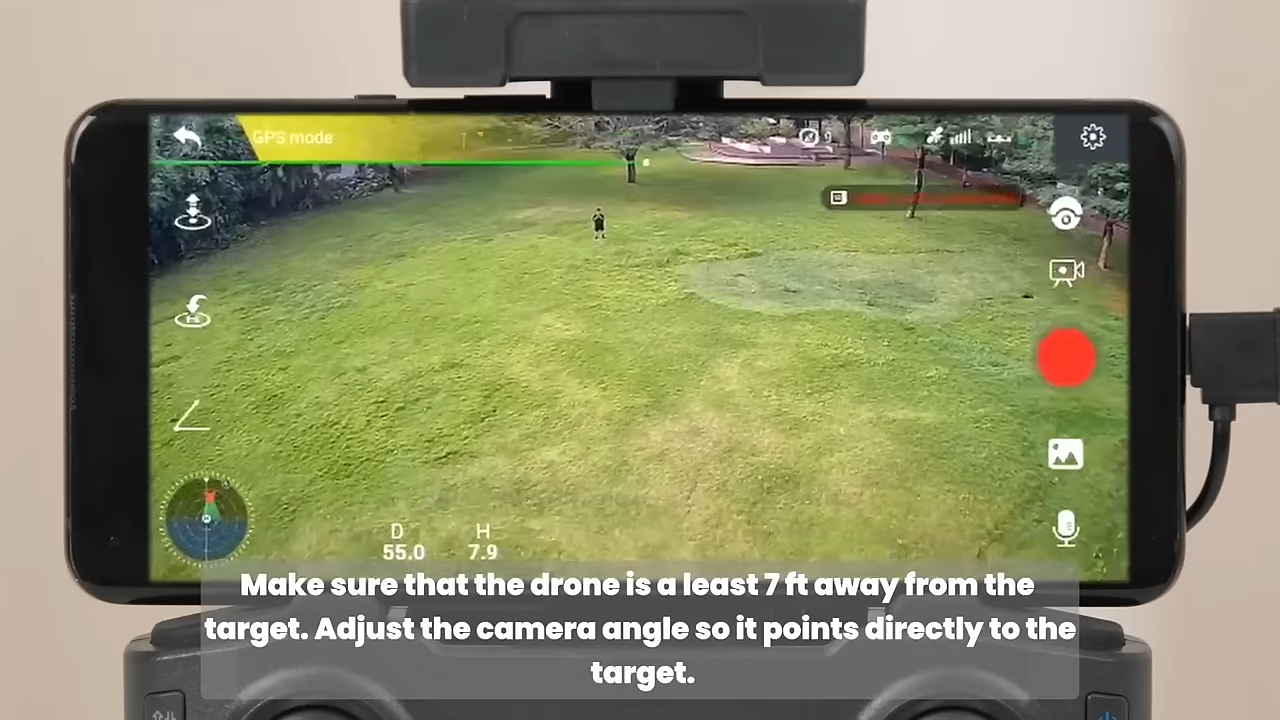 GPS mode
9
D H
55.0 7.9
Make sure that the drone is a least 7 ft away from the
target. Adjust the camera angle so it points directly to the
target.